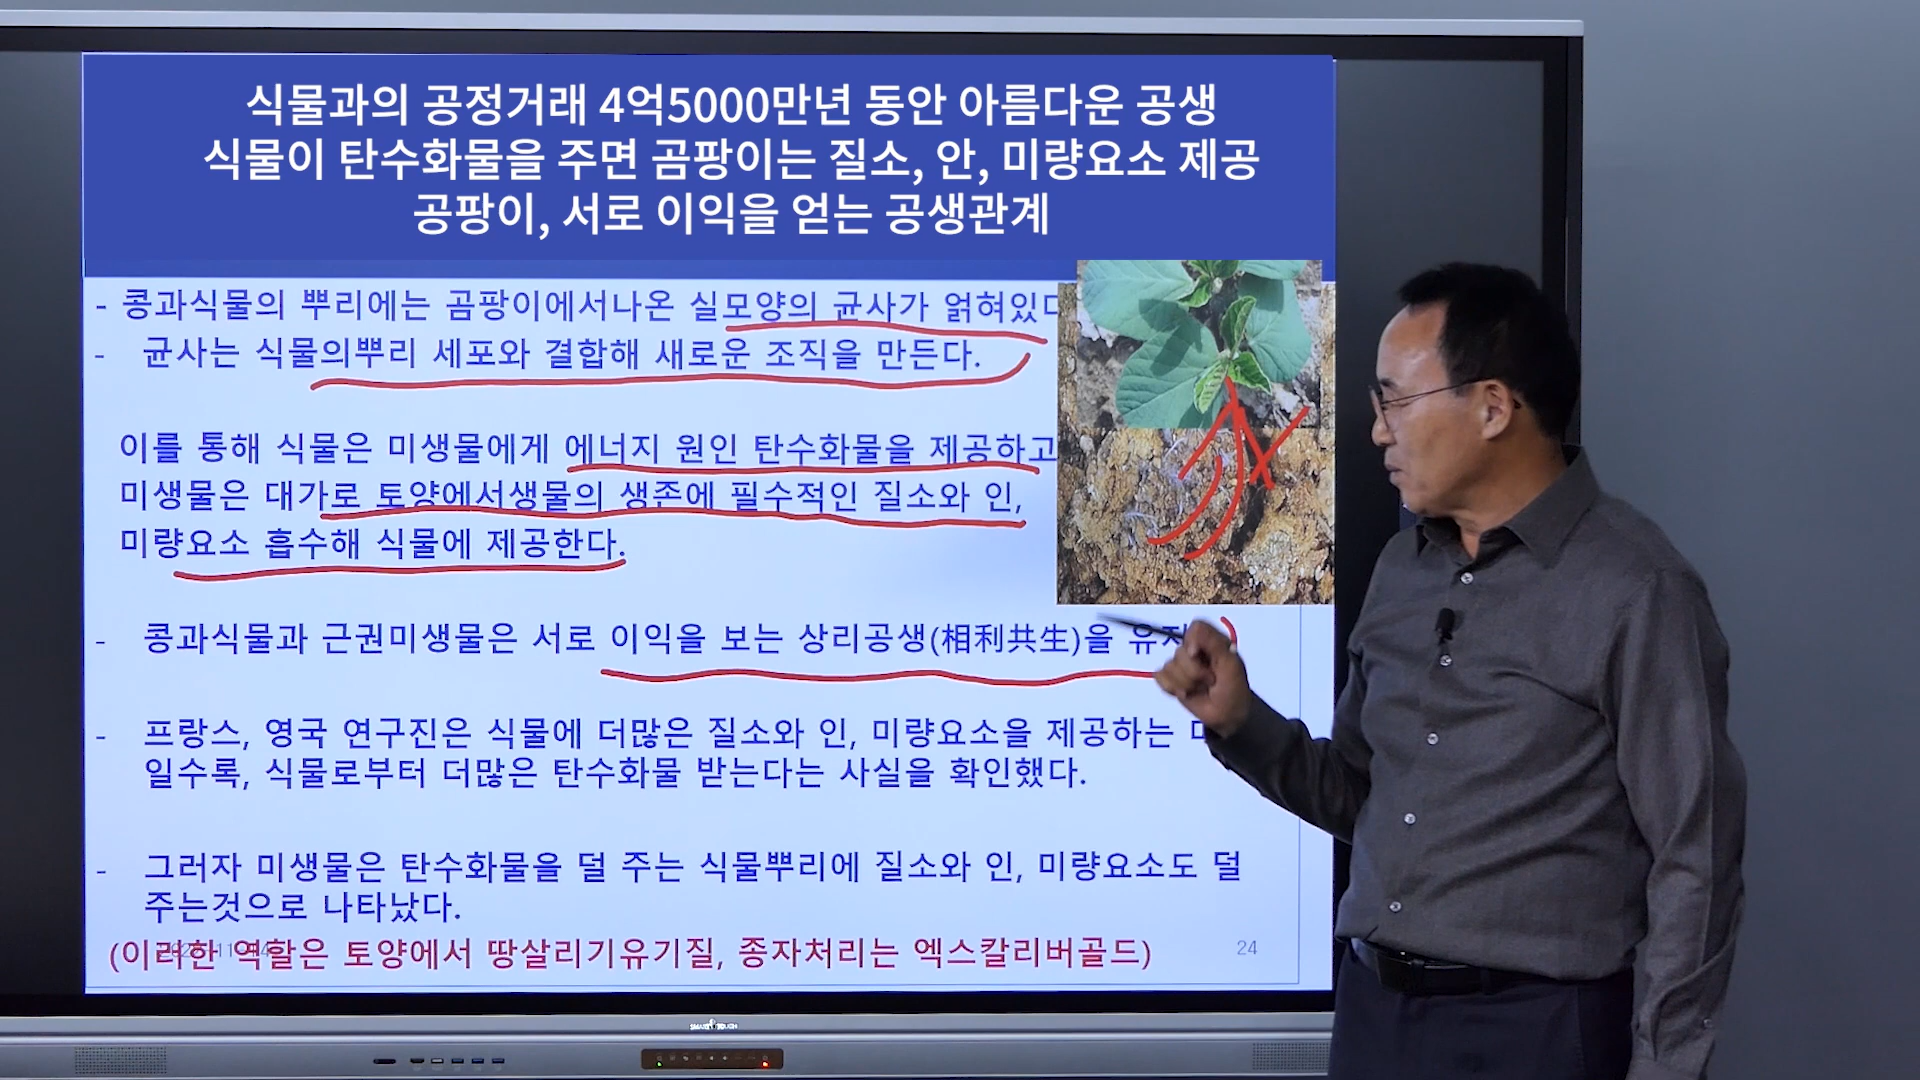 식물과의 공정거래 4억5000만년 동안 아름다운 공생
식물이 탄수화물을 주면 곰팡이는 질소, 안, 미량요소 제공
공팡이, 서로 이익을 얻는 공생관계
- 콩과식물의 뿌리에는 곰팡이에서나온 실모양의 균사가 얽혀있다
- 균사는 식물의뿌리 세포와 결합해 새로운 조직을 만든다.
이를 통해 식물은 미생물에게 에너지 원인 탄수화물을 제공하고
미생물은 대가로 토양에서생물의 생존에 필수적인 질소와 인,
미량요소 흡수해 식물에 제공한다.
- 콩과식물과 근권미생물은 서로 이익을 보는 상리공생(相利共生)을
- 프랑스, 영국 연구진은 식물에 더많은 질소와 인, 미량요소을 제공하는
일수록, 식물로부터 더많은 탄수화물 받는다는 사실을 확인했다.
- 그러자 미생물은 탄수화물을 덜 주는 식물뿌리에 질소와 인, 미량요소도 덜
주는것으로 나타났다.
(이러한 역할은 토양에서 땅살리기유기질, 종자처리는 엑스칼리버골드)
24
SMART TOUCH